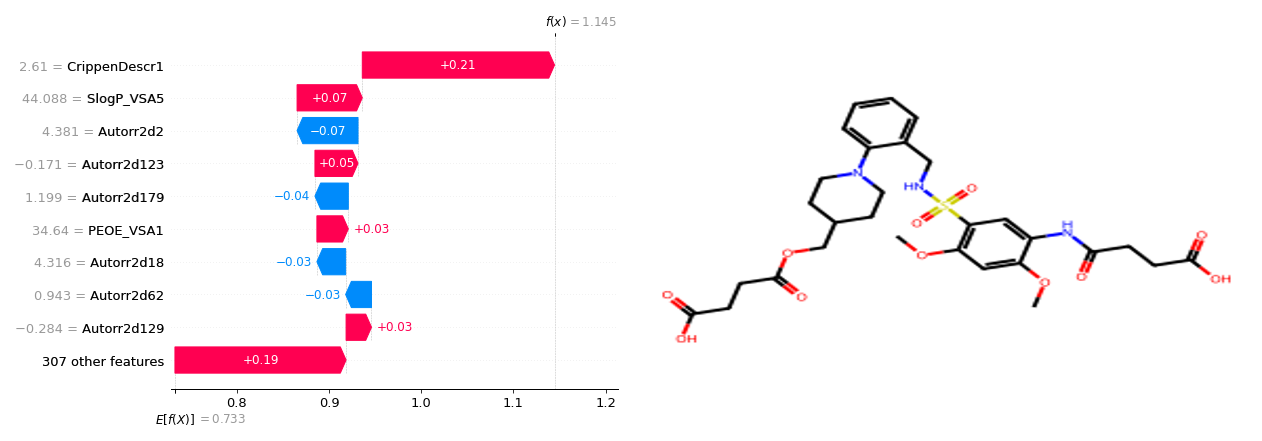 f(x) = 1.145
2.61 = CrippenDescr1
+0.21
44.088 = SlogP_VSA5
+0.07
4.381 = Autorr2d2
−0.07
−0.171 = Autorr2d123
+0.05
1.199 = Autorr2d179
−0.04
34.64 = PEOE_VSA1
+0.03
4.316 = Autorr2d18
−0.03
0.943 = Autorr2d62
−0.03
−0.284 = Autorr2d129
+0.03
307 other features
+0.19
0.8 0.9 1.0 1.1 1.2
E[f(X)] = 0.733
N
HN
O
O
S
H
N
O
O
OH
O
O
O
O
O
OH